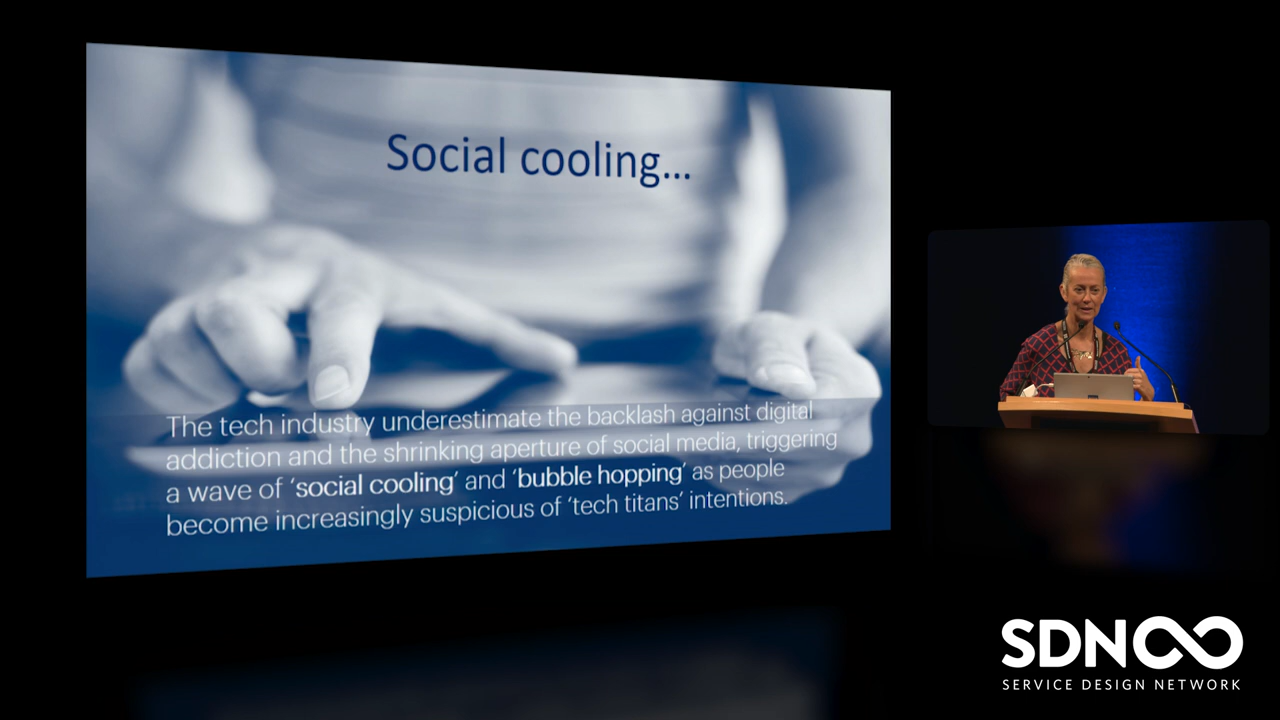 Social cooling...
The tech industry underestimate the backlash against digital
addiction and the shrinking aperture of social media, triggering
a wave of ‘social cooling’ and ‘bubble hopping’ as people
become increasingly suspicious of ‘tech titans’ intentions.
SDN
SERVICE DESIGN NETWORK